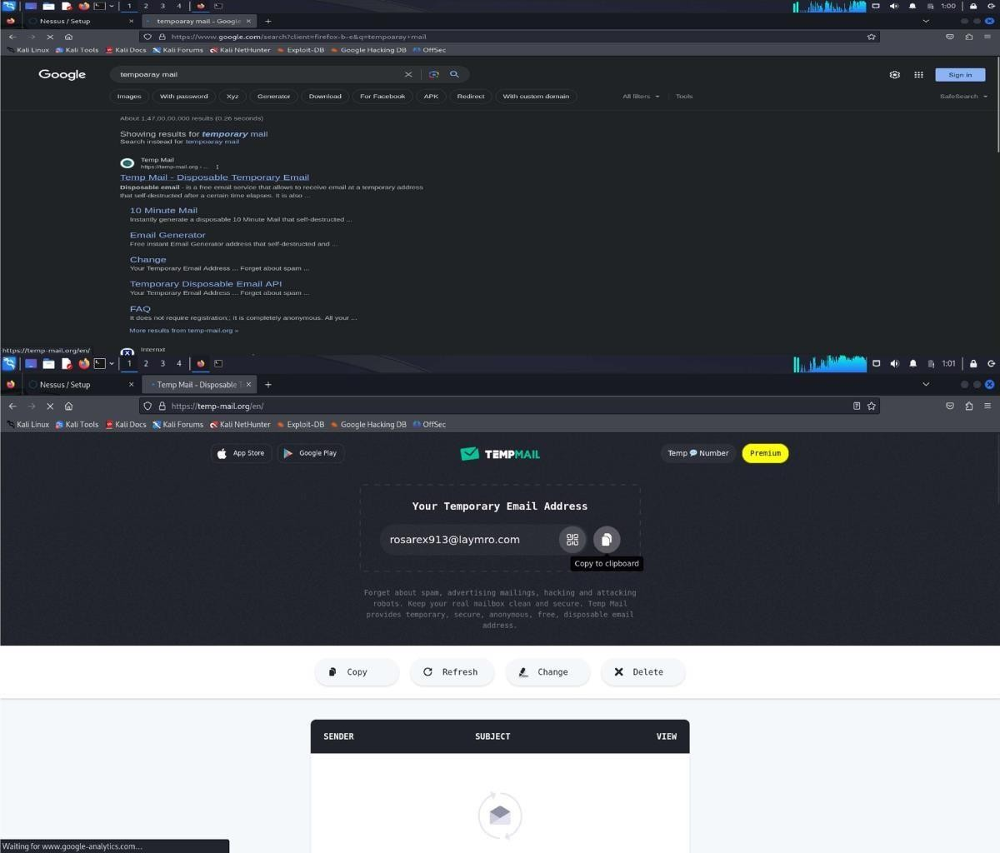 1 2 3 4 1:00
Nessus / Setup × tempoaray mail - Google × +
https://www.google.com/search?client=firefox-b-e&q=tempoaray+mail
Kali Linux Kali Tools Kali Docs Kali Forums Kali NetHunter Exploit-DB Google Hacking DB OffSec
Google tempoaray mail Sign in
Images With password Xyz Generator Download For Facebook APK Redirect With custom domain All filters Tools SafeSearch
About 1,47,00,00,000 results (0.26 seconds)
Showing results for temporary mail
Search instead for tempoaray mail
Temp Mail
https://temp-mail.org › ...
Temp Mail - Disposable Temporary Email
Disposable email - is a free email service that allows to receive email at a temporary address
that self-destructed after a certain time elapses. It is also ...
10 Minute Mail
Instantly generate a disposable 10 Minute Mail that self-destructed ...
Email Generator
Free instant Email Generator address that self-destructed and ...
Change
Your Temporary Email Address ... Forget about spam ...
Temporary Disposable Email API
Your Temporary Email Address ... Forget about spam ...
FAQ
It does not require registration;; It is completely anonymous. All your ...
More results from temp-mail.org »
Internxt
https://temp-mail.org/en/
1 2 3 4 1:01
Nessus / Setup × Temp Mail - Disposable T × +
https://temp-mail.org/en/
Kali Linux Kali Tools Kali Docs Kali Forums Kali NetHunter Exploit-DB Google Hacking DB OffSec
App Store Google Play TEMPMAIL Temp Number Premium
Your Temporary Email Address
rosarex913@laymro.com
Copy to clipboard
Forget about spam, advertising mailings, hacking and attacking
robots. Keep your real mailbox clean and secure. Temp Mail
provides temporary, secure, anonymous, free, disposable email
address.
Copy Refresh Change Delete
SENDER SUBJECT VIEW
Waiting for www.google-analytics.com...